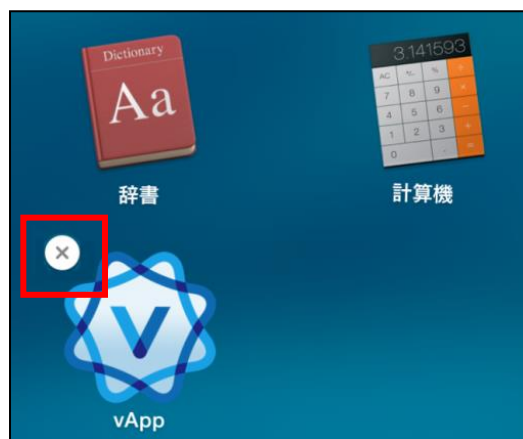 Dictionary
Aa
辞書
3.141593
AC +/- % ÷
7 8 9 ×
4 5 6 −
1 2 3 +
0 . =
計算機
×
V
vApp